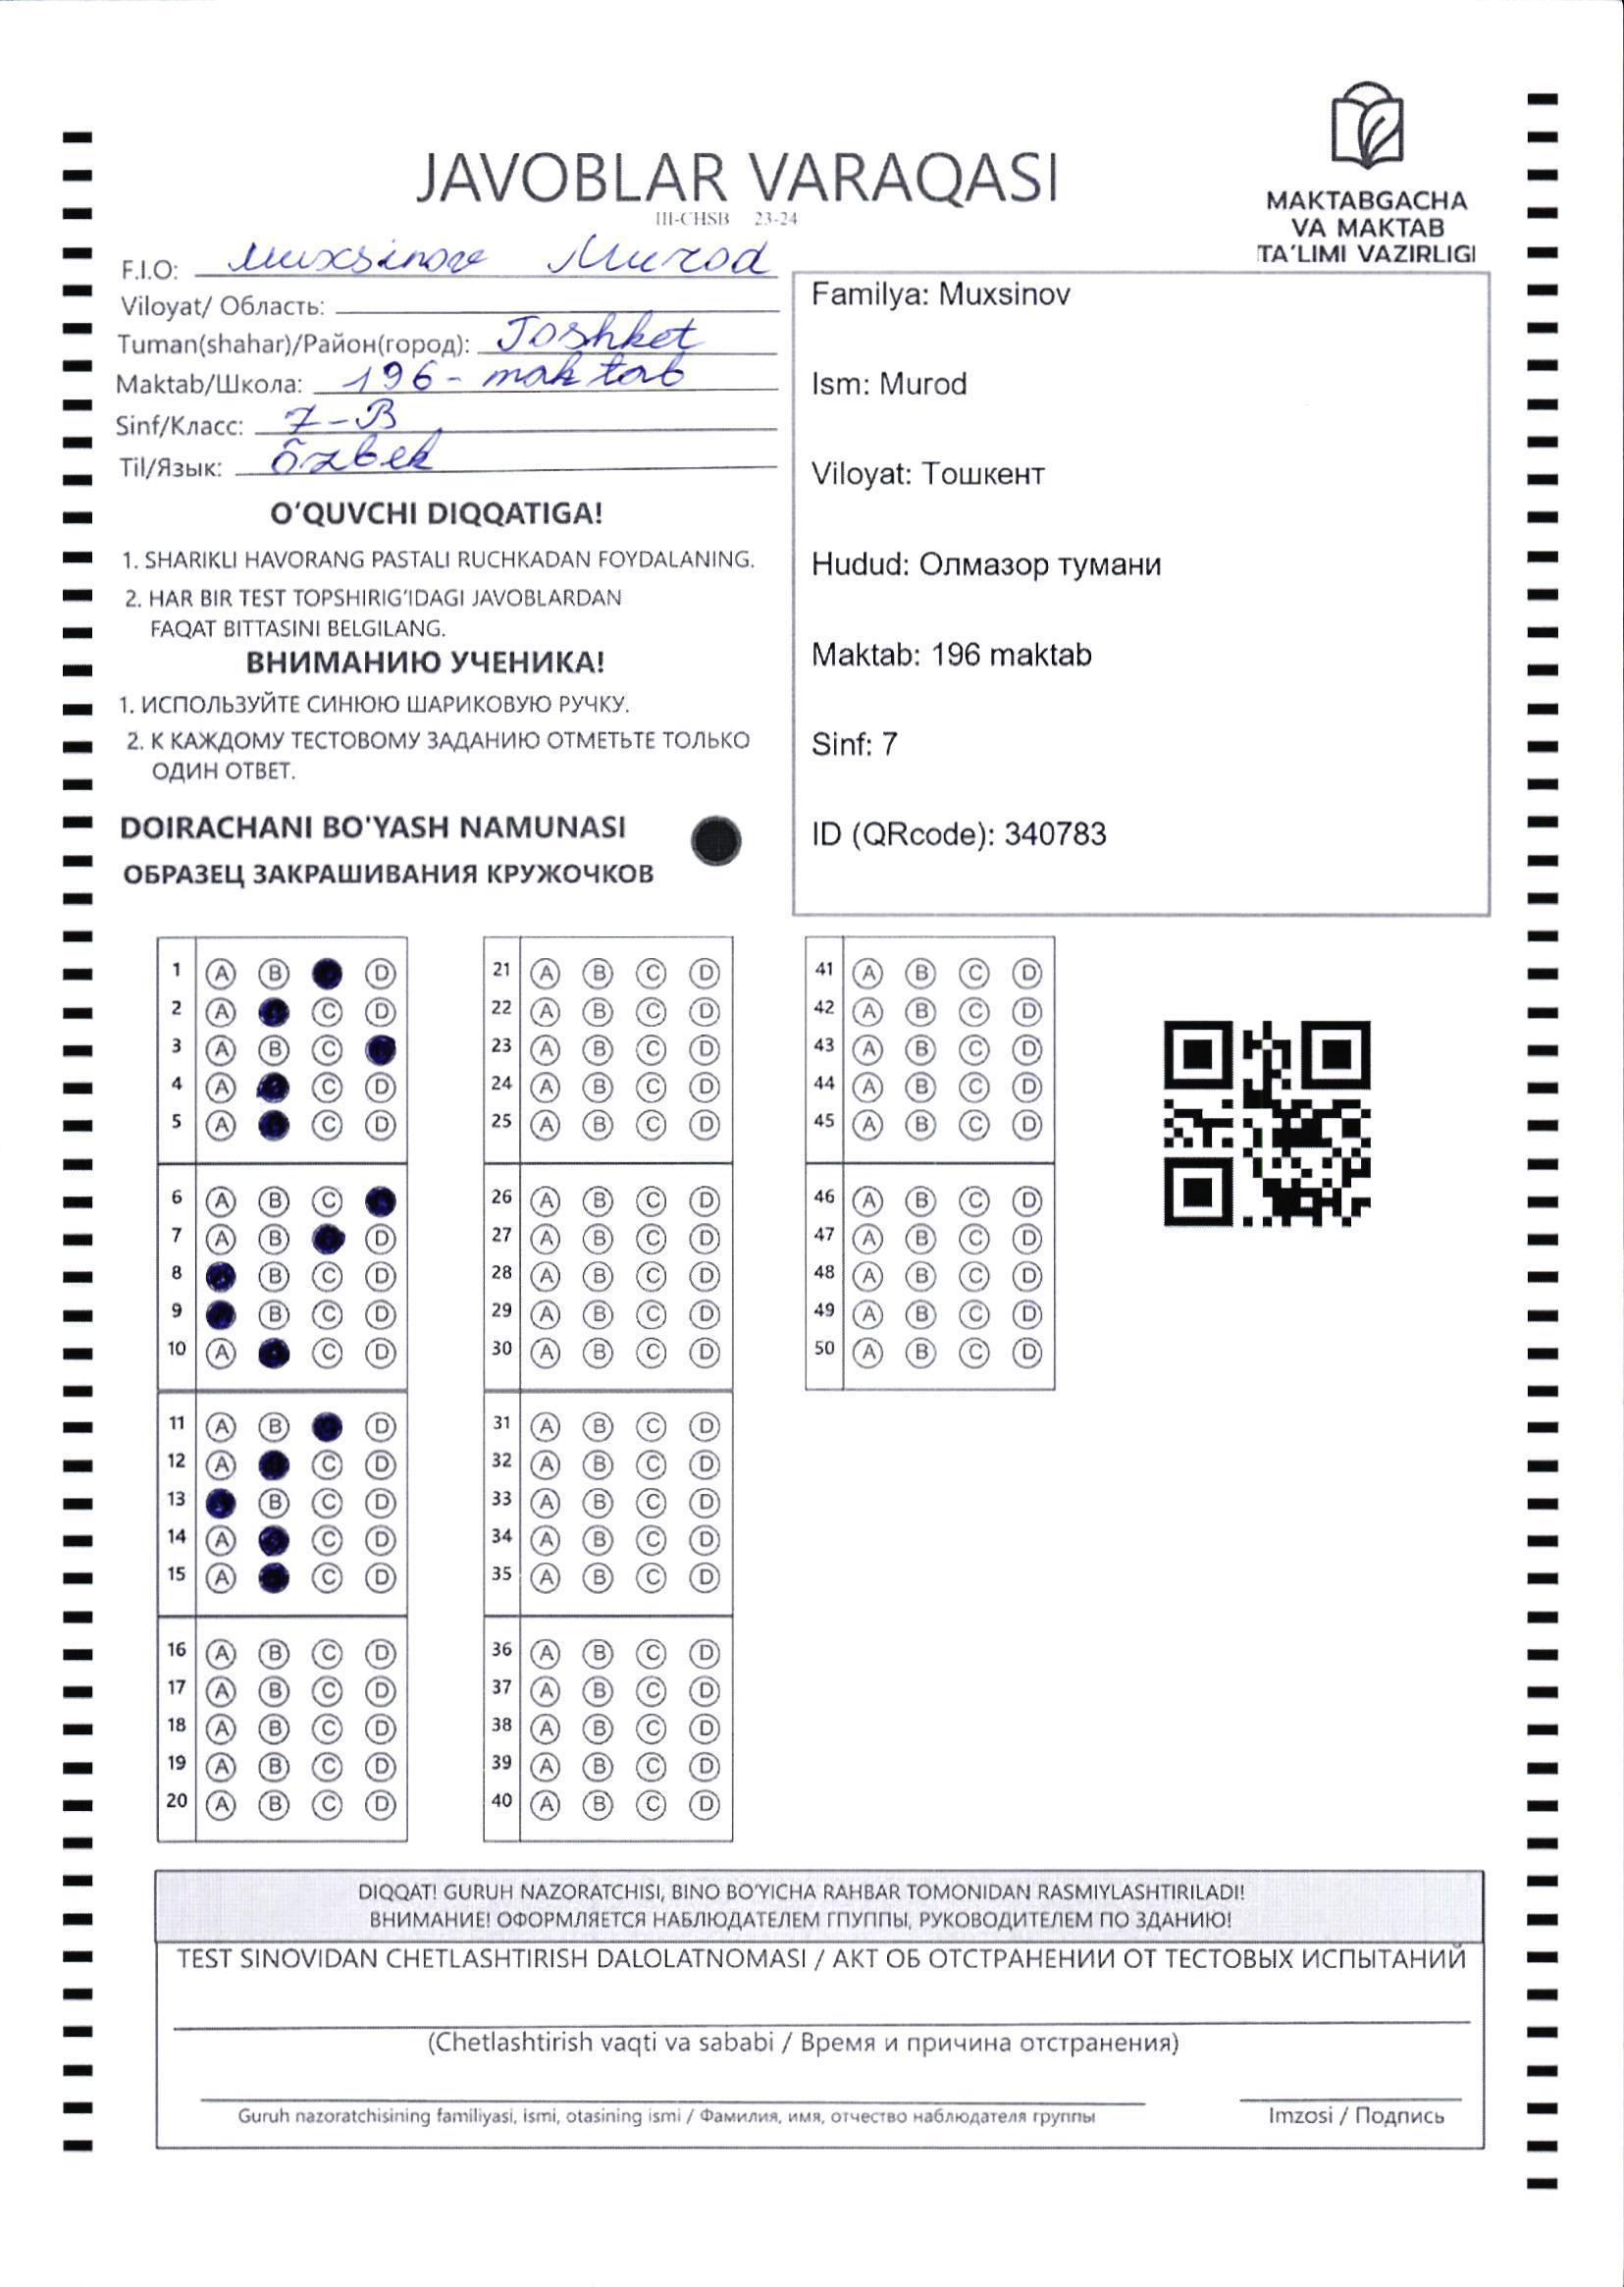 JAVOBLAR VARAQASI
III-CHSB 23-24
MAKTABGACHA
VA MAKTAB
TA'LIMI VAZIRLIGI
F.I.O: Muxsinov Murod
Viloyat/ Область:
Tuman(shahar)/Район(город): Toshket
Maktab/Школа: 196- maktab
Sinf/Класс: 7-B
Til/Язык: õzbek
O'QUVCHI DIQQATIGA!
1. SHARIKLI HAVORANG PASTALI RUCHKADAN FOYDALANING.
2. HAR BIR TEST TOPSHIRIG'IDAGI JAVOBLARDAN
FAQAT BITTASINI BELGILANG.
ВНИМАНИЮ УЧЕНИКА!
1. ИСПОЛЬЗУЙТЕ СИНЮЮ ШАРИКОВУЮ РУЧКУ.
2. К КАЖДОМУ ТЕСТОВОМУ ЗАДАНИЮ ОТМЕТЬТЕ ТОЛЬКО
ОДИН ОТВЕТ.
DOIRACHANI BO'YASH NAMUNASI
ОБРАЗЕЦ ЗАКРАШИВАНИЯ КРУЖОЧКОВ
Familya: Muxsinov
Ism: Murod
Viloyat: Тошкент
Hudud: Олмазор тумани
Maktab: 196 maktab
Sinf: 7
ID (QRcode): 340783
1 A B D
2 A C D
3 A B C
4 A C D
5 A C D
6 A B C
7 A B D
8 B C D
9 B C D
10 A C D
11 A B D
12 A C D
13 B C D
14 A C D
15 A C D
16 A B C D
17 A B C D
18 A B C D
19 A B C D
20 A B C D
21 A B C D
22 A B C D
23 A B C D
24 A B C D
25 A B C D
26 A B C D
27 A B C D
28 A B C D
29 A B C D
30 A B C D
31 A B C D
32 A B C D
33 A B C D
34 A B C D
35 A B C D
36 A B C D
37 A B C D
38 A B C D
39 A B C D
40 A B C D
41 A B C D
42 A B C D
43 A B C D
44 A B C D
45 A B C D
46 A B C D
47 A B C D
48 A B C D
49 A B C D
50 A B C D
DIQQAT! GURUH NAZORATCHISI, BINO BO'YICHA RAHBAR TOMONIDAN RASMIYLASHTIRILADI!
ВНИМАНИЕ! ОФОРМЛЯЕТСЯ НАБЛЮДАТЕЛЕМ ГПУППЫ, РУКОВОДИТЕЛЕМ ПО ЗДАНИЮ!
TEST SINOVIDAN CHETLASHTIRISH DALOLATNOMASI / АКТ ОБ ОТСТРАНЕНИИ ОТ ТЕСТОВЫХ ИСПЫТАНИЙ
(Chetlashtirish vaqti va sababi / Время и причина отстранения)
Guruh nazoratchisining familiyasi, ismi, otasining ismi / Фамилия, имя, отчество наблюдателя группы
Imzosi / Подпись